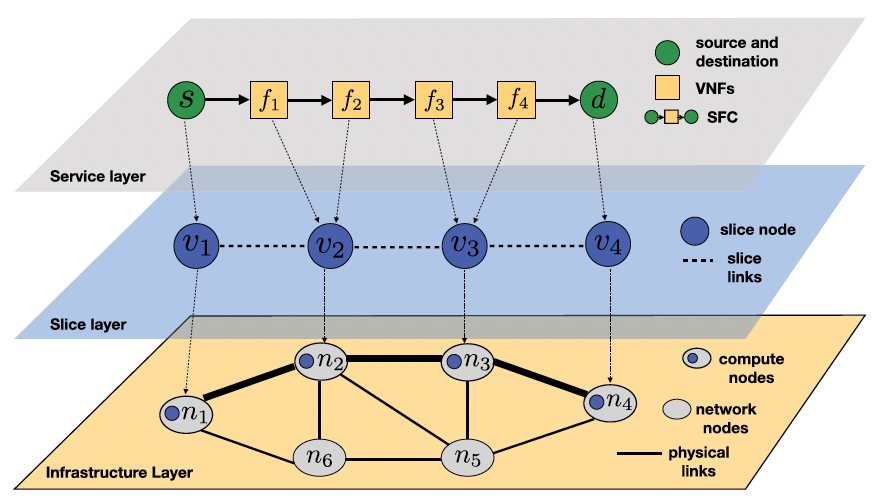 source and
destination
s
f1
f2
f3
f4
d
VNFs
SFC
Service layer
v1
v2
v3
v4
slice node
slice
links
Slice layer
n2
n3
compute
nodes
n1
n4
network
nodes
n6
n5
physical
links
Infrastructure Layer